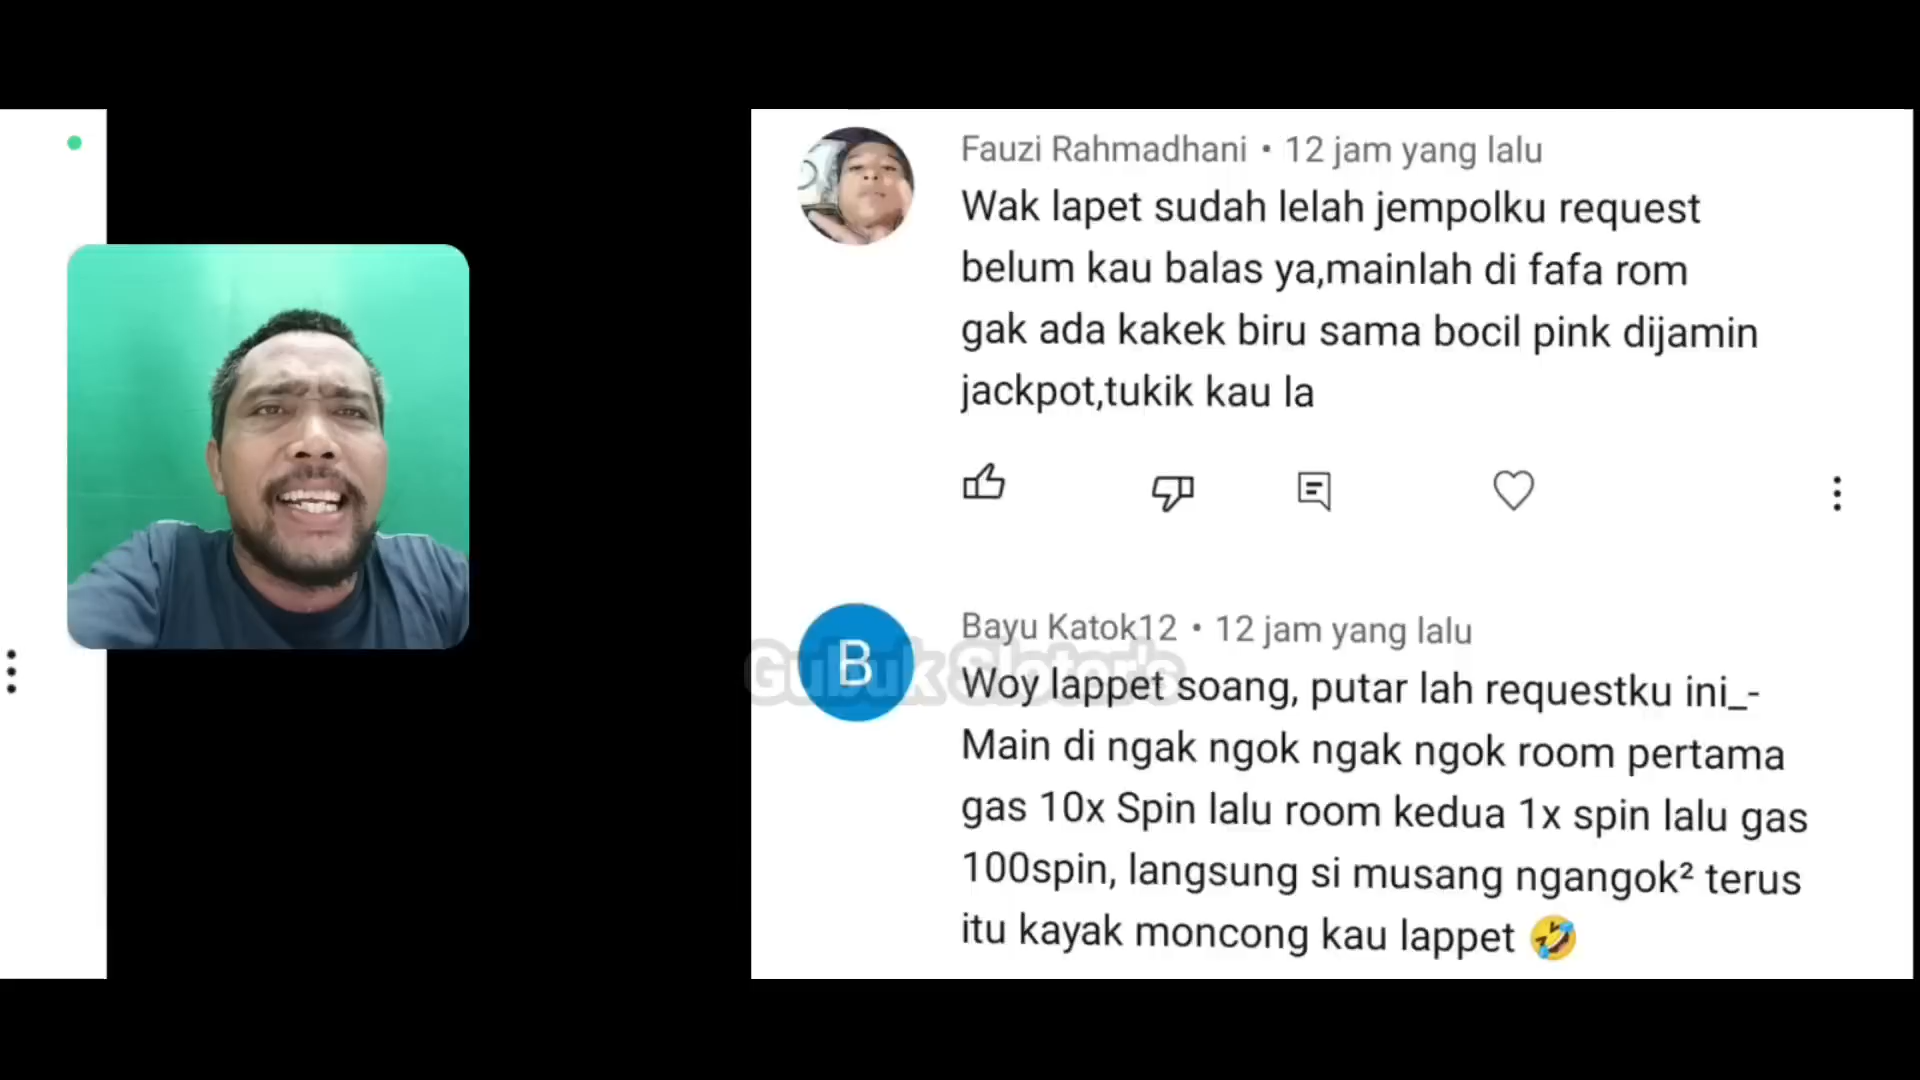 Fauzi Rahmadhani • 12 jam yang lalu
Wak lapet sudah lelah jempolku request
belum kau balas ya,mainlah di fafa rom
gak ada kakek biru sama bocil pink dijamin
jackpot,tukik kau la
B
Bayu Katok12 • 12 jam yang lalu
Gubuk Slotor's
Woy lappet soang, putar lah requestku ini_-
Main di ngak ngok ngak ngok room pertama
gas 10x Spin lalu room kedua 1x spin lalu gas
100spin, langsung si musang ngangok² terus
itu kayak moncong kau lappet 🤣